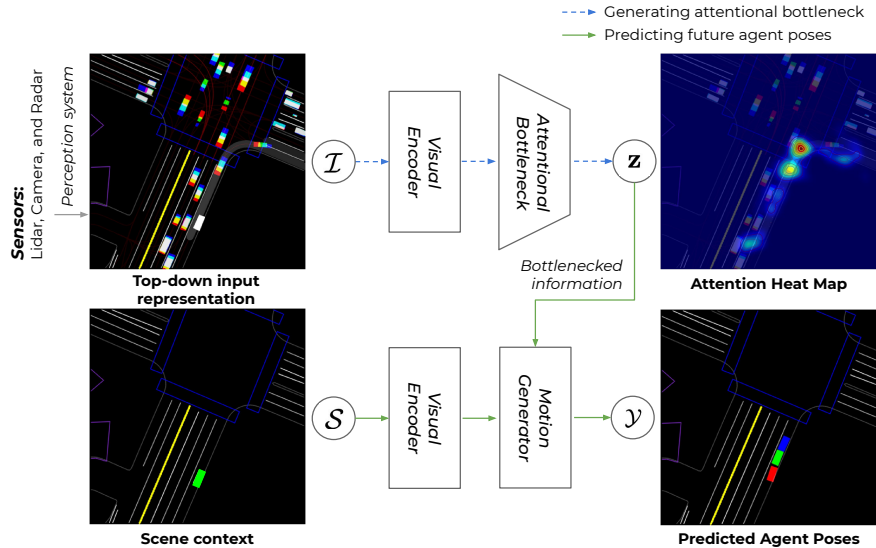 Generating attentional bottleneck
Predicting future agent poses
Sensors:
Lidar, Camera, and Radar
Perception system
Top-down input
representation
I
Visual
Encoder
Attentional
Bottleneck
z
Attention Heat Map
Bottlenecked
information
Scene context
S
Visual
Encoder
Motion
Generator
Y
Predicted Agent Poses